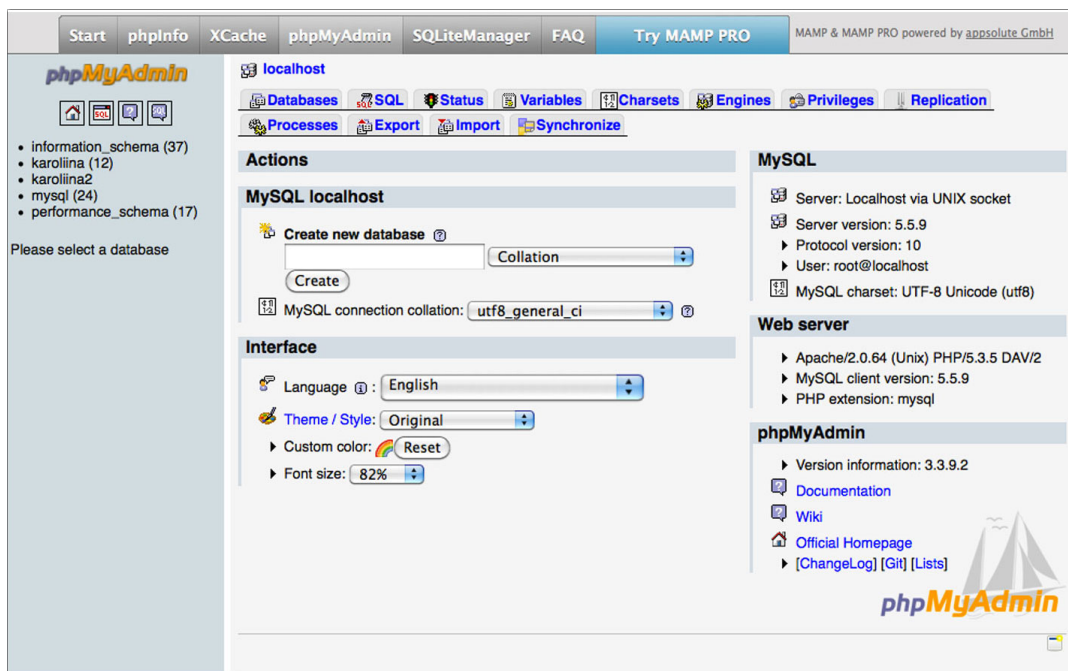 Start phpInfo XCache phpMyAdmin SQLiteManager FAQ Try MAMP PRO MAMP & MAMP PRO powered by appsolute GmbH
phpMyAdmin
SQL
SQL
information_schema (37)
karoliina (12)
karoliina2
mysql (24)
performance_schema (17)
Please select a database
localhost
Databases SQL Status Variables Charsets Engines Privileges Replication
Processes Export Import Synchronize
Actions
MySQL localhost
Create new database
Collation
Create
MySQL connection collation: utf8_general_ci
Interface
Language : English
Theme / Style: Original
Custom color: Reset
Font size: 82%
MySQL
Server: Localhost via UNIX socket
Server version: 5.5.9
Protocol version: 10
User: root@localhost
MySQL charset: UTF-8 Unicode (utf8)
Web server
Apache/2.0.64 (Unix) PHP/5.3.5 DAV/2
MySQL client version: 5.5.9
PHP extension: mysql
phpMyAdmin
Version information: 3.3.9.2
Documentation
Wiki
Official Homepage
[ChangeLog] [Git] [Lists]
phpMyAdmin